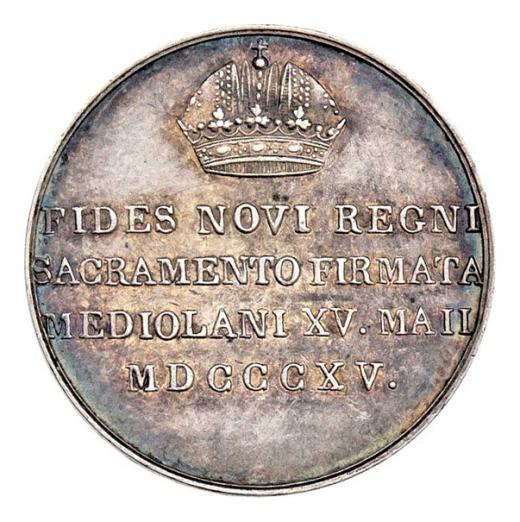 FIDES NOVI REGNI
SACRAMENTO FIRMATA
MEDIOLANI XV. MAII.
MDCCCXV.